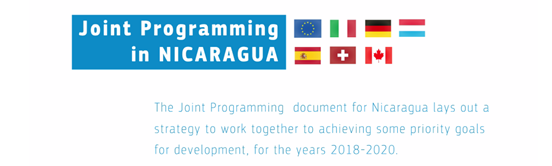 Joint Programming
in NICARAGUA
The Joint Programming document for Nicaragua lays out a
strategy to work together to achieving some priority goals
for development, for the years 2018-2020.